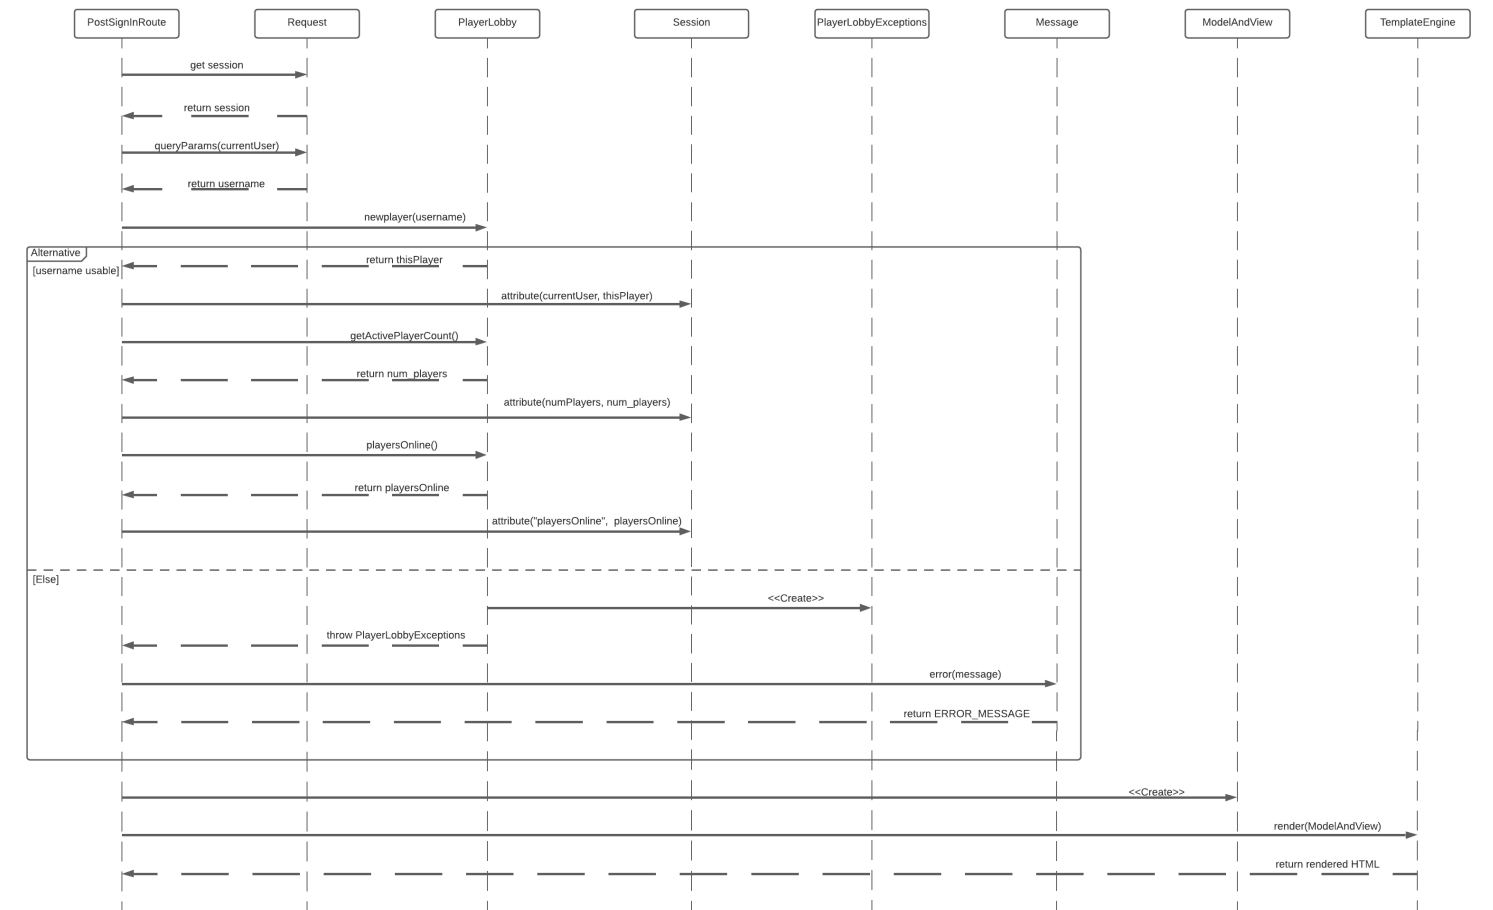 PostSignInRoute
Request
PlayerLobby
Session
PlayerLobbyExceptions
Message
ModelAndView
TemplateEngine
get session
return session
queryParams(currentUser)
return username
newplayer(username)
Alternative
return thisPlayer
[username usable]
attribute(currentUser, thisPlayer)
getActivePlayerCount()
return num_players
attribute(numPlayers, num_players)
playersOnline()
return playersOnline
attribute("playersOnline",  playersOnline)
[Else]
<<Create>>
throw PlayerLobbyExceptions
error(message)
return ERROR_MESSAGE
<<Create>>
render(ModelAndView)
return rendered HTML